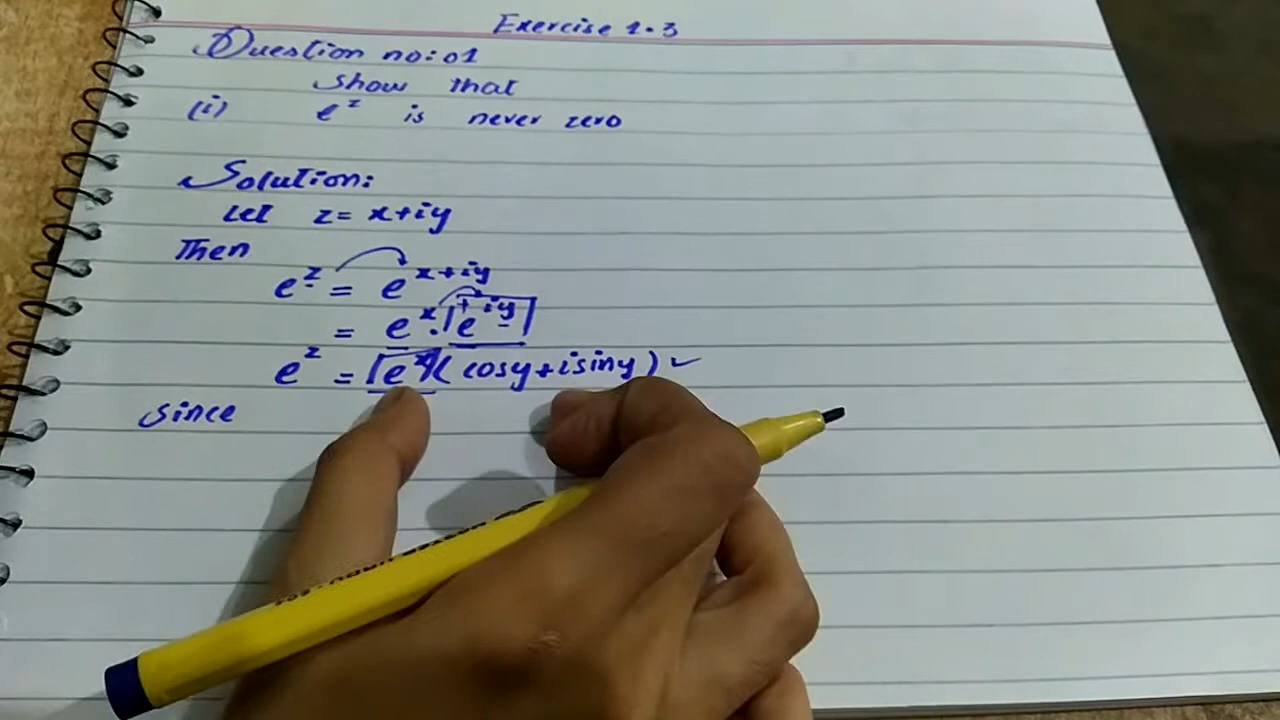 Exercise 1.3
Question no:01
Show that
(i) e^z is never zero
Solution:
Let z= x+iy
Then
e^z = e^x+iy
= e^x . e^iy
e^z = e^x ( cosy+isiny) ✓
Since